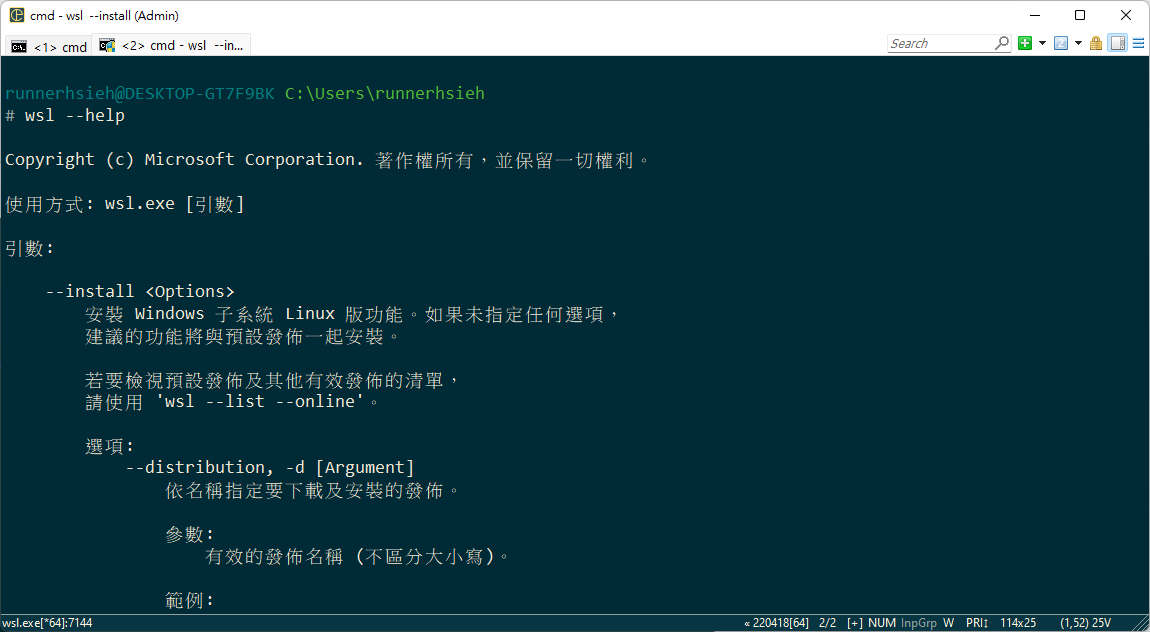 cmd - wsl  --install (Admin)
<1> cmd
<2> cmd - wsl  --in...
Search
runnerhsieh@DESKTOP-GT7F9BK C:\Users\runnerhsieh
# wsl --help
Copyright (c) Microsoft Corporation. 著作權所有，並保留一切權利。
使用方式: wsl.exe [引數]
引數:
--install <Options>
安裝 Windows 子系統 Linux 版功能。如果未指定任何選項，
建議的功能將與預設發佈一起安裝。
若要檢視預設發佈及其他有效發佈的清單，
請使用 'wsl --list --online'。
選項:
--distribution, -d [Argument]
依名稱指定要下載及安裝的發佈。
參數:
有效的發佈名稱 (不區分大小寫)。
範例:
wsl.exe[*64]:7144 « 220418[64] 2/2 [+] NUM InpGrp W PRI↕ 114x25 (1,52) 25V